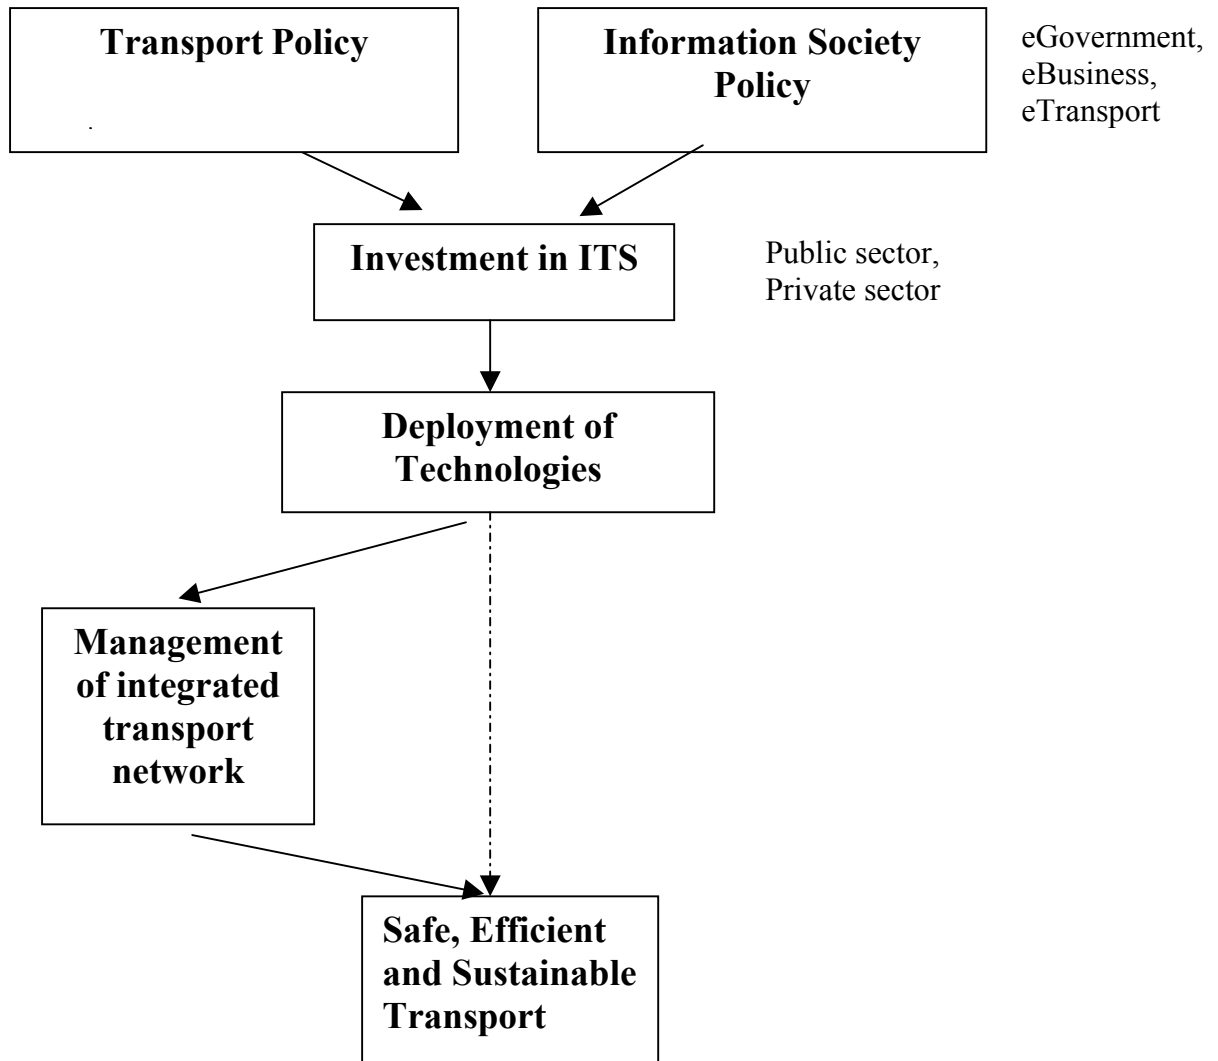 Transport Policy
Information Society
Policy
eGovernment,
eBusiness,
eTransport
Investment in ITS
Public sector,
Private sector
Deployment of
Technologies
Management
of integrated
transport
network
Safe, Efficient
and Sustainable
Transport